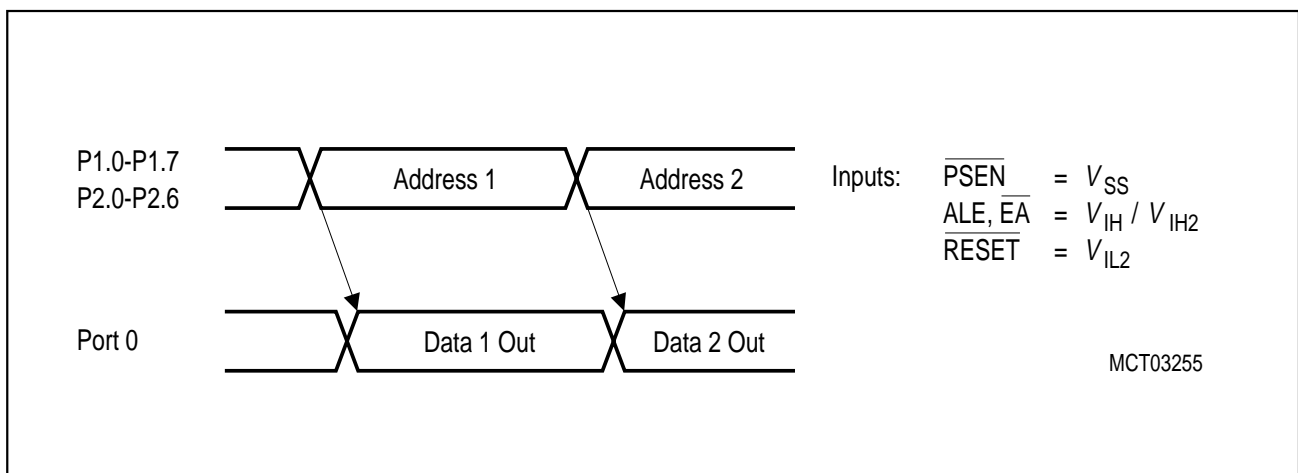 P1.0-P1.7
P2.0-P2.6
Address 1
Address 2
Inputs:
PSEN = VSS
ALE, EA = VIH / VIH2
RESET = VIL2
Port 0
Data 1 Out
Data 2 Out
MCT03255